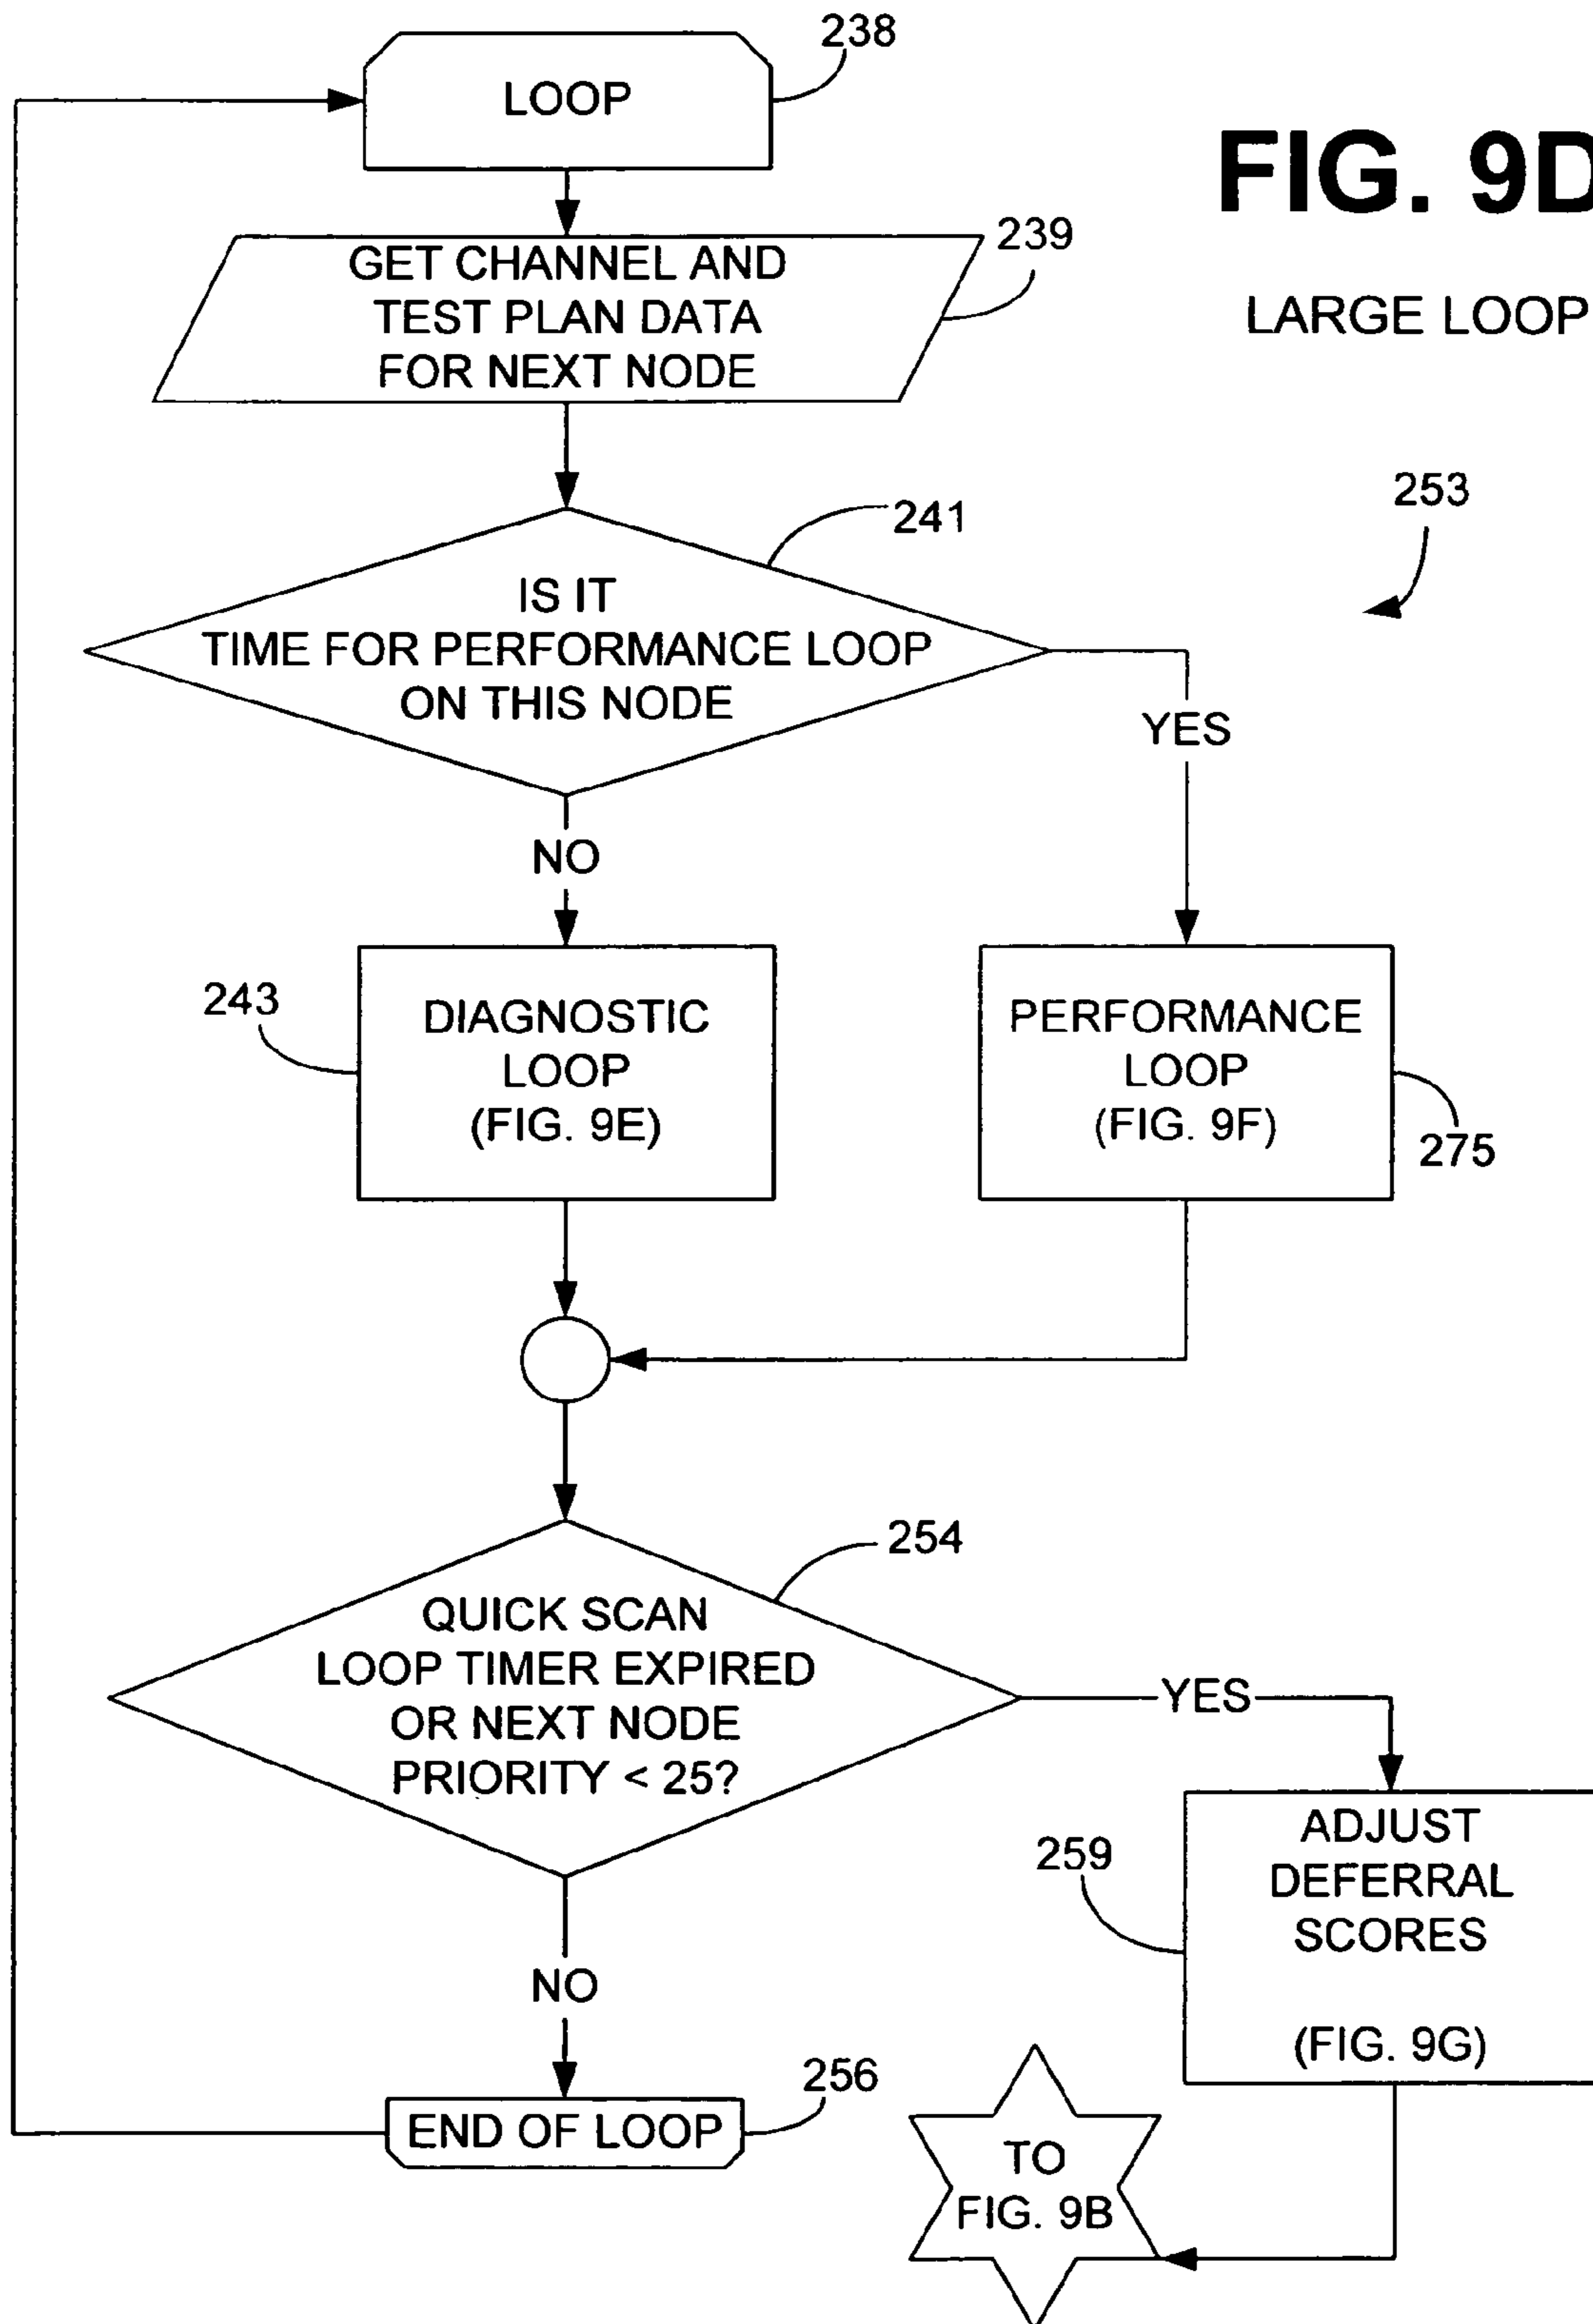 238
LOOP
FIG. 9D
239
GET CHANNEL AND
TEST PLAN DATA
FOR NEXT NODE
LARGE LOOP
253
241
IS IT
TIME FOR PERFORMANCE LOOP
ON THIS NODE
YES
NO
243
DIAGNOSTIC
LOOP
(FIG. 9E)
PERFORMANCE
LOOP
(FIG. 9F)
275
254
QUICK SCAN
LOOP TIMER EXPIRED
OR NEXT NODE
PRIORITY < 25?
YES
259
ADJUST
DEFERRAL
SCORES
(FIG. 9G)
NO
256
END OF LOOP
TO
FIG. 9B